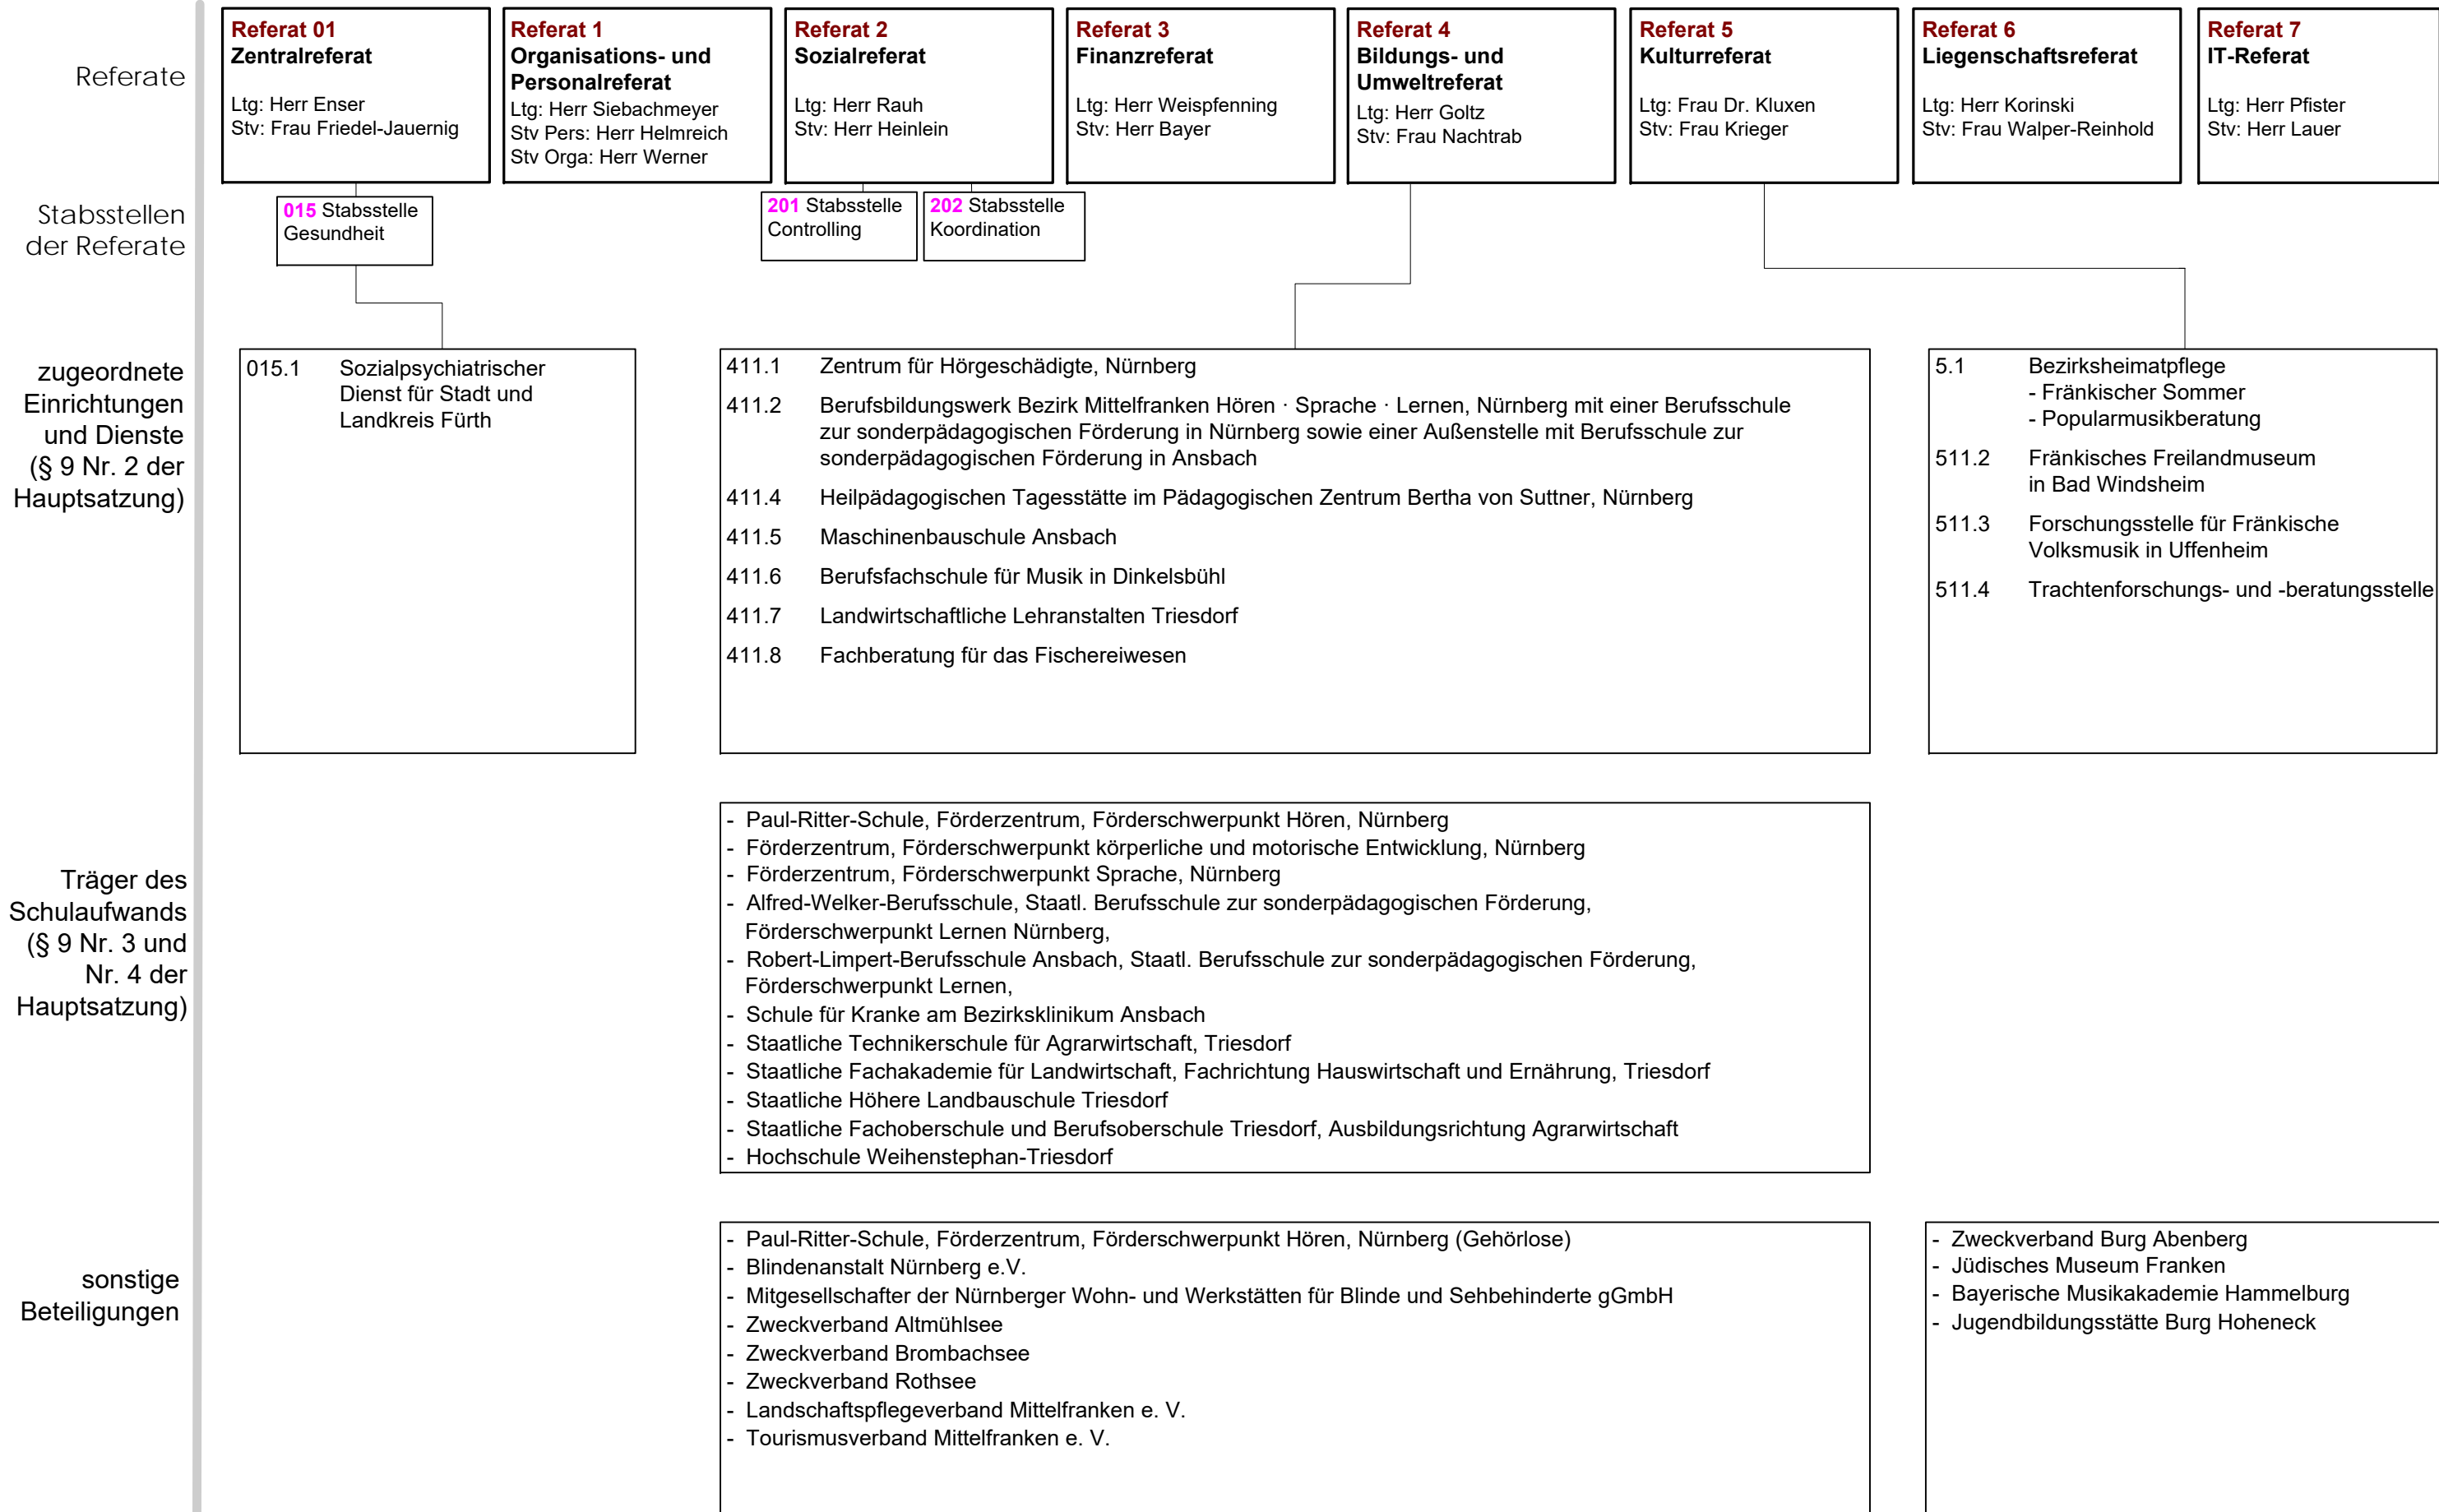 Referate
Referat 01
Zentralreferat
Ltg: Herr Enser
Stv: Frau Friedel-Jauernig
Referat 1
Organisations- und
Personalreferat
Ltg: Herr Siebachmeyer
Stv Pers: Herr Helmreich
Stv Orga: Herr Werner
Referat 2
Sozialreferat
Ltg: Herr Rauh
Stv: Herr Heinlein
Referat 3
Finanzreferat
Ltg: Herr Weispfenning
Stv: Herr Bayer
Referat 4
Bildungs- und
Umweltreferat
Ltg: Herr Goltz
Stv: Frau Nachtrab
Referat 5
Kulturreferat
Ltg: Frau Dr. Kluxen
Stv: Frau Krieger
Referat 6
Liegenschaftsreferat
Ltg: Herr Korinski
Stv: Frau Walper-Reinhold
Referat 7
IT-Referat
Ltg: Herr Pfister
Stv: Herr Lauer
Stabsstellen
der Referate
015 Stabsstelle
Gesundheit
201 Stabsstelle
Controlling
202 Stabsstelle
Koordination
zugeordnete
Einrichtungen
und Dienste
(§ 9 Nr. 2 der
Hauptsatzung)
015.1 Sozialpsychiatrischer
Dienst für Stadt und
Landkreis Fürth
411.1 Zentrum für Hörgeschädigte, Nürnberg
411.2 Berufsbildungswerk Bezirk Mittelfranken Hören · Sprache · Lernen, Nürnberg mit einer Berufsschule
zur sonderpädagogischen Förderung in Nürnberg sowie einer Außenstelle mit Berufsschule zur
sonderpädagogischen Förderung in Ansbach
411.4 Heilpädagogischen Tagesstätte im Pädagogischen Zentrum Bertha von Suttner, Nürnberg
411.5 Maschinenbauschule Ansbach
411.6 Berufsfachschule für Musik in Dinkelsbühl
411.7 Landwirtschaftliche Lehranstalten Triesdorf
411.8 Fachberatung für das Fischereiwesen
5.1 Bezirksheimatpflege
- Fränkischer Sommer
- Popularmusikberatung
511.2 Fränkisches Freilandmuseum
in Bad Windsheim
511.3 Forschungsstelle für Fränkische
Volksmusik in Uffenheim
511.4 Trachtenforschungs- und -beratungsstelle
Träger des
Schulaufwands
(§ 9 Nr. 3 und
Nr. 4 der
Hauptsatzung)
- Paul-Ritter-Schule, Förderzentrum, Förderschwerpunkt Hören, Nürnberg
- Förderzentrum, Förderschwerpunkt körperliche und motorische Entwicklung, Nürnberg
- Förderzentrum, Förderschwerpunkt Sprache, Nürnberg
- Alfred-Welker-Berufsschule, Staatl. Berufsschule zur sonderpädagogischen Förderung,
Förderschwerpunkt Lernen Nürnberg,
- Robert-Limpert-Berufsschule Ansbach, Staatl. Berufsschule zur sonderpädagogischen Förderung,
Förderschwerpunkt Lernen,
- Schule für Kranke am Bezirksklinikum Ansbach
- Staatliche Technikerschule für Agrarwirtschaft, Triesdorf
- Staatliche Fachakademie für Landwirtschaft, Fachrichtung Hauswirtschaft und Ernährung, Triesdorf
- Staatliche Höhere Landbauschule Triesdorf
- Staatliche Fachoberschule und Berufsoberschule Triesdorf, Ausbildungsrichtung Agrarwirtschaft
- Hochschule Weihenstephan-Triesdorf
sonstige
Beteiligungen
- Paul-Ritter-Schule, Förderzentrum, Förderschwerpunkt Hören, Nürnberg (Gehörlose)
- Blindenanstalt Nürnberg e.V.
- Mitgesellschafter der Nürnberger Wohn- und Werkstätten für Blinde und Sehbehinderte gGmbH
- Zweckverband Altmühlsee
- Zweckverband Brombachsee
- Zweckverband Rothsee
- Landschaftspflegeverband Mittelfranken e. V.
- Tourismusverband Mittelfranken e. V.
- Zweckverband Burg Abenberg
- Jüdisches Museum Franken
- Bayerische Musikakademie Hammelburg
- Jugendbildungsstätte Burg Hoheneck